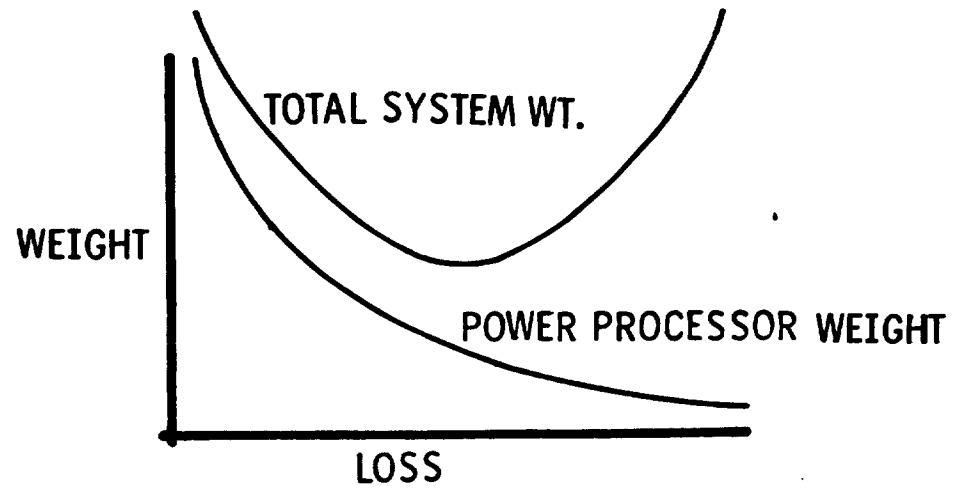 TOTAL SYSTEM WT.
WEIGHT
POWER PROCESSOR WEIGHT
LOSS